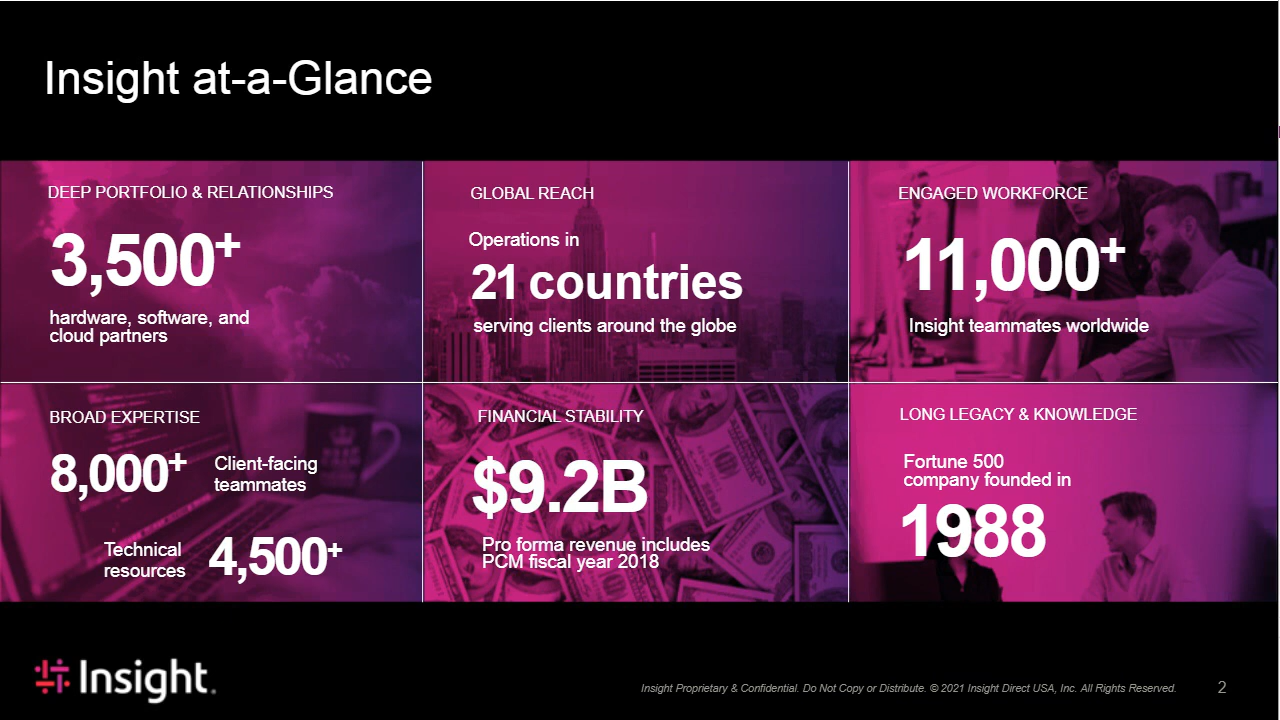 Insight at-a-Glance
DEEP PORTFOLIO & RELATIONSHIPS
3,500+
hardware, software, and
cloud partners
GLOBAL REACH
Operations in
21 countries
serving clients around the globe
ENGAGED WORKFORCE
11,000+
Insight teammates worldwide
BROAD EXPERTISE
8,000+ Client-facing
teammates
Technical
resources 4,500+
FINANCIAL STABILITY
$9.2B
Pro forma revenue includes
PCM fiscal year 2018
LONG LEGACY & KNOWLEDGE
Fortune 500
company founded in
1988
Insight.
Insight Proprietary & Confidential. Do Not Copy or Distribute. © 2021 Insight Direct USA, Inc. All Rights Reserved. 2